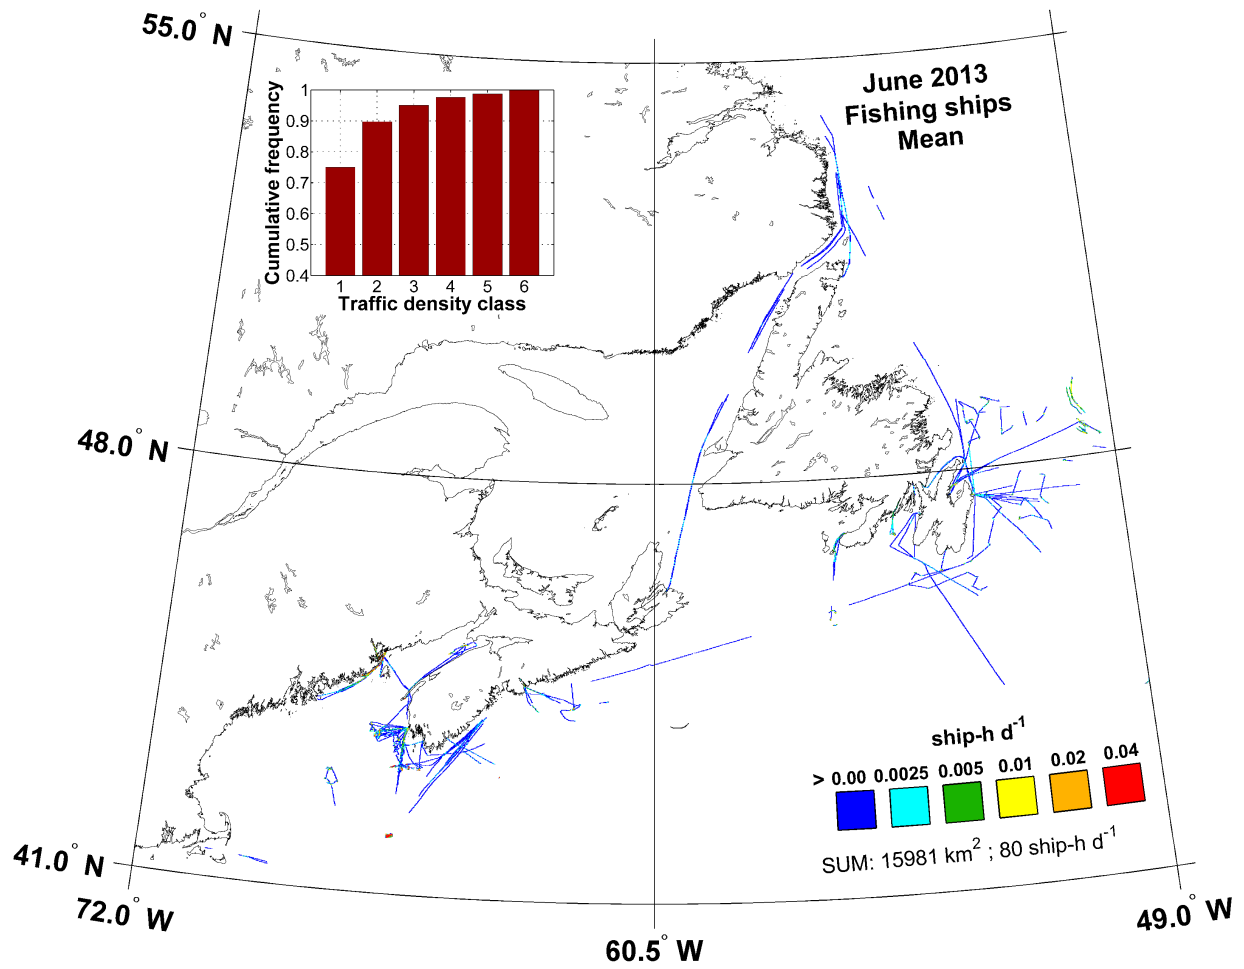 55.0° N
June 2013
Fishing ships
Mean
Cumulative frequency
1
0.9
0.8
0.7
0.6
0.5
0.4
1 2 3 4 5 6
Traffic density class
48.0° N
ship-h d-1
> 0.00 0.0025 0.005 0.01 0.02 0.04
SUM: 15981 km2 ; 80 ship-h d-1
41.0° N
72.0° W
60.5° W
49.0° W